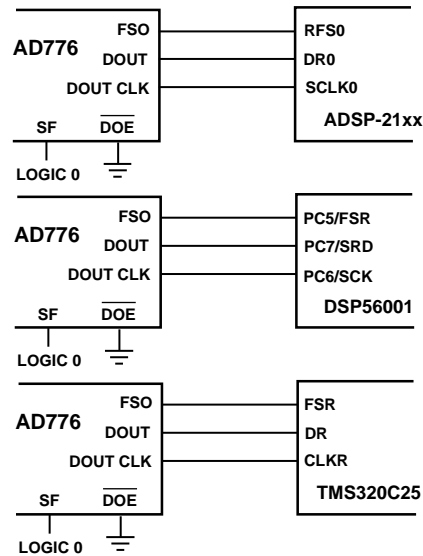 FSO RFS0
AD776
DOUT DR0
DOUT CLK SCLK0
ADSP-21xx
SF DOE
LOGIC 0
FSO PC5/FSR
AD776
DOUT PC7/SRD
DOUT CLK PC6/SCK
DSP56001
SF DOE
LOGIC 0
FSO FSR
AD776
DOUT DR
DOUT CLK CLKR
TMS320C25
SF DOE
LOGIC 0